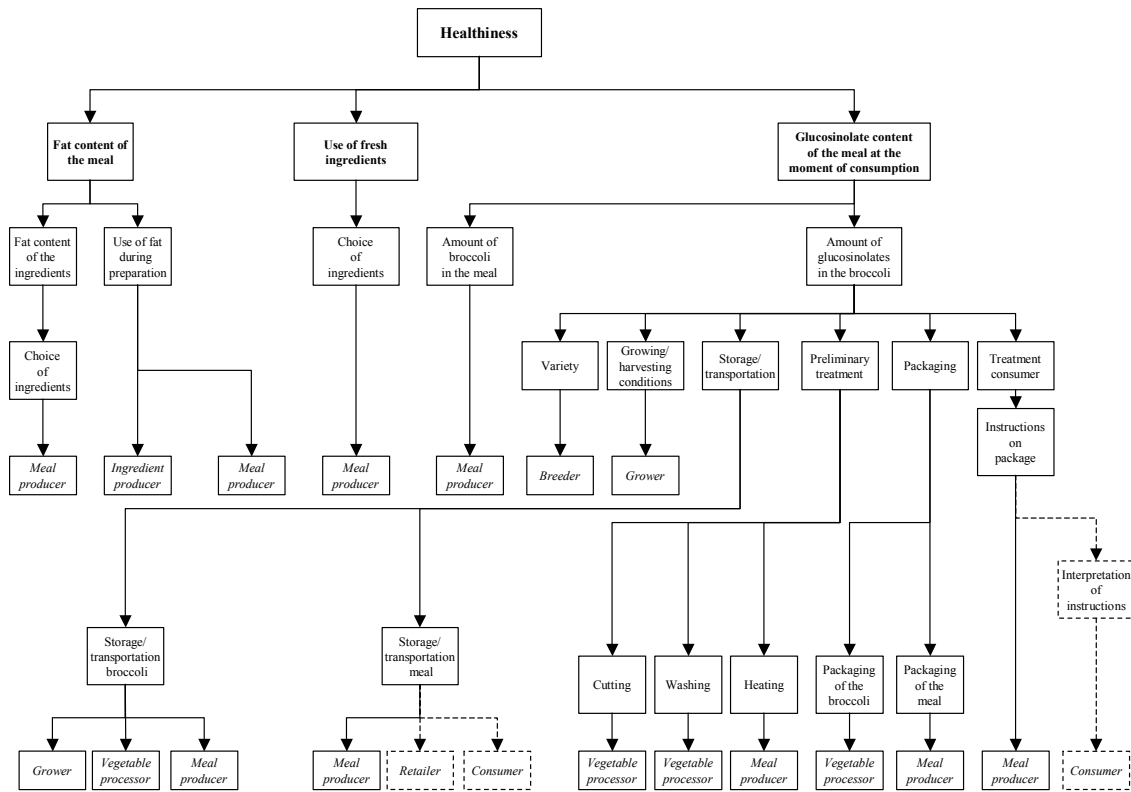 Healthiness
Fat content of
the meal
Use of fresh
ingredients
Glucosinolate content
of the meal at the
moment of consumption
Fat content
of the
ingredients
Use of fat
during
preparation
Choice
of
ingredients
Amount of
broccoli
in the meal
Amount of
glucosinolates
in the broccoli
Choice
of
ingredients
Variety
Growing/
harvesting
conditions
Storage/
transportation
Preliminary
treatment
Packaging
Treatment
consumer
Instructions
on
package
Meal
producer
Ingredient
producer
Meal
producer
Meal
producer
Meal
producer
Breeder
Grower
Interpretation
of
instructions
Storage/
transportation
broccoli
Storage/
transportation
meal
Cutting
Washing
Heating
Packaging
of the
broccoli
Packaging
of the
meal
Grower
Vegetable
processor
Meal
producer
Meal
producer
Retailer
Consumer
Vegetable
processor
Vegetable
processor
Meal
producer
Vegetable
processor
Meal
producer
Meal
producer
Consumer